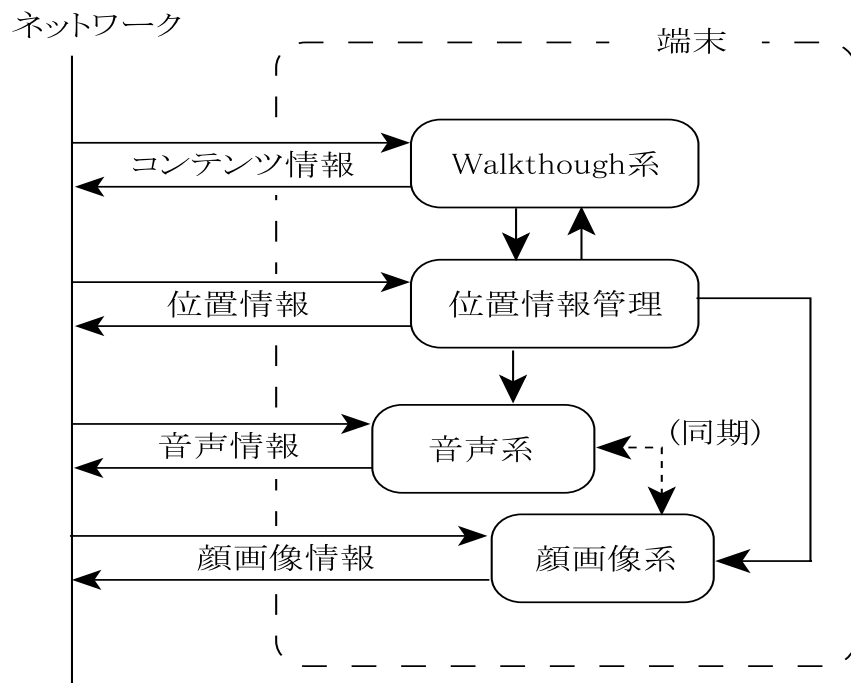 ネットワーク
端末
コンテンツ情報
Walkthough系
位置情報
位置情報管理
音声情報
音声系
(同期)
顔画像情報
顔画像系